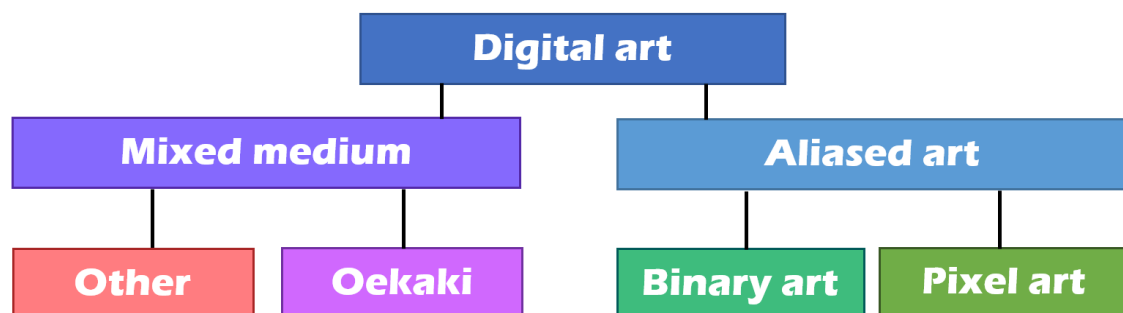 Digital art
Mixed medium
Aliased art
Other
Oekaki
Binary art
Pixel art